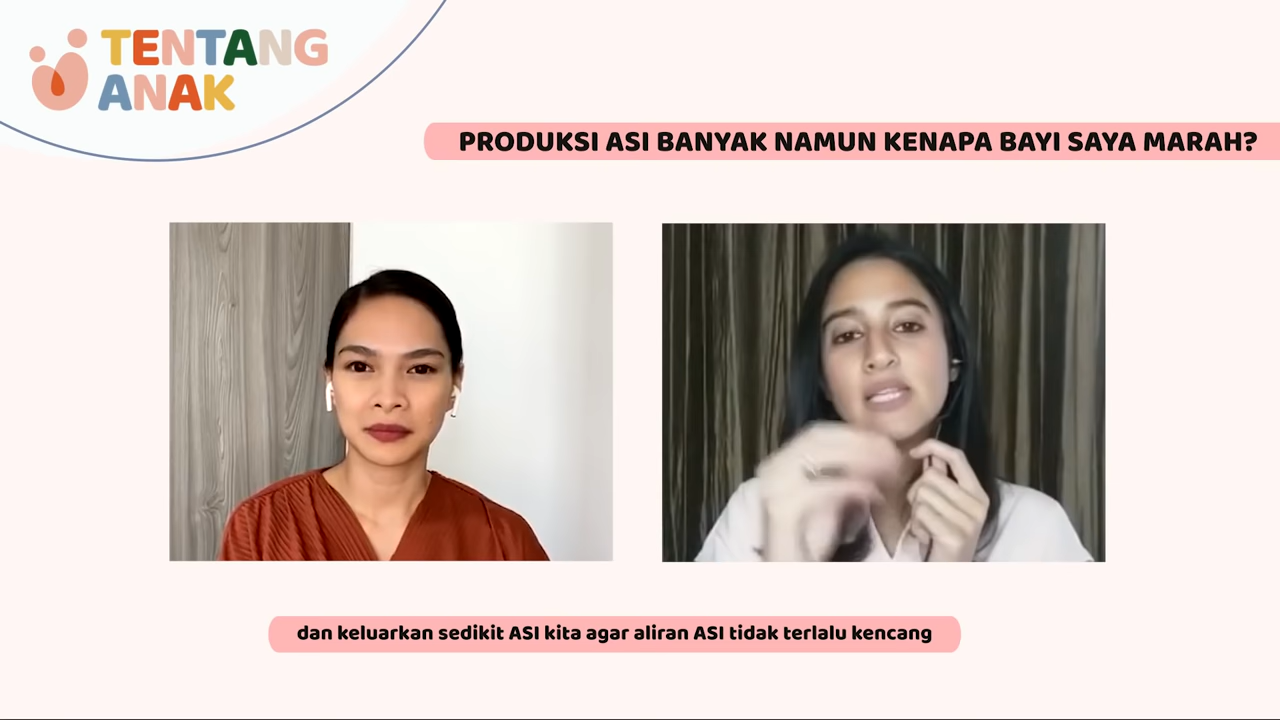 TENTANG
ANAK
PRODUKSI ASI BANYAK NAMUN KENAPA BAYI SAYA MARAH?
dan keluarkan sedikit ASI kita agar aliran ASI tidak terlalu kencang